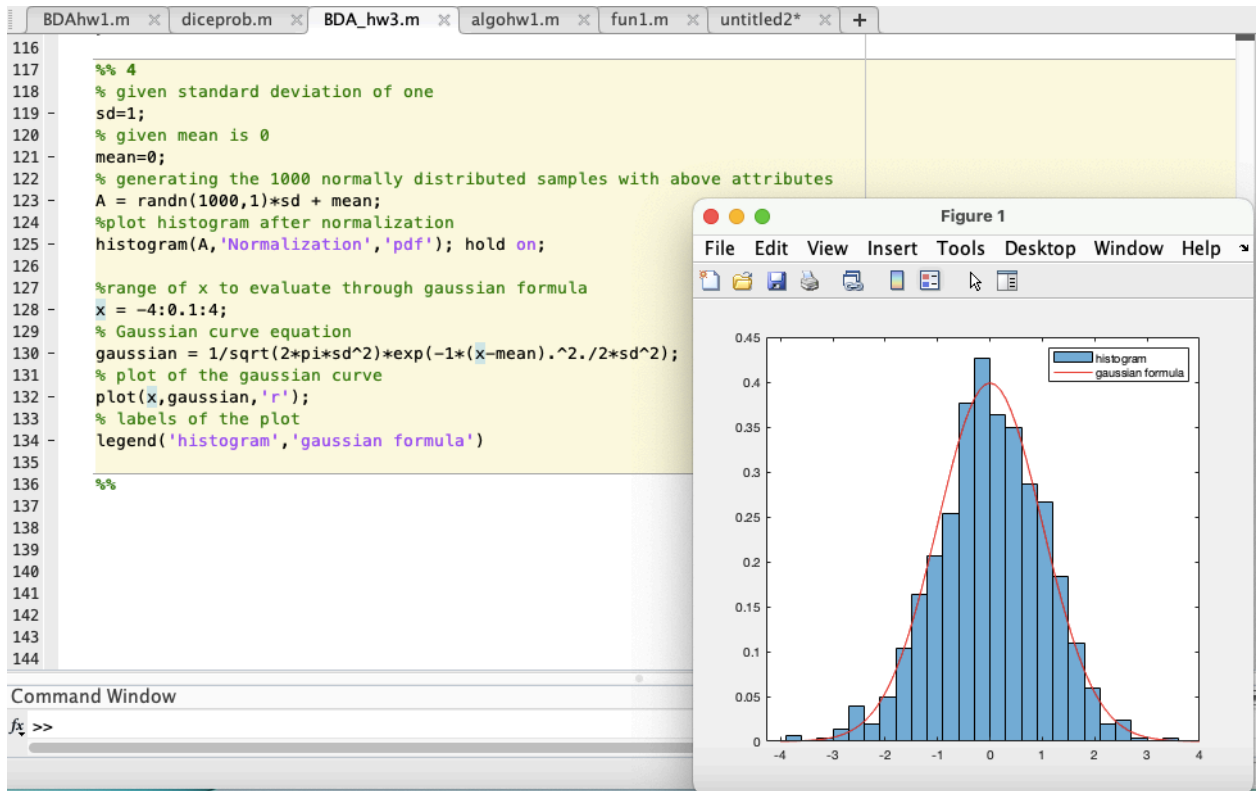 BDAhw1.m × diceprob.m × BDA_hw3.m × algohw1.m × fun1.m × untitled2* × +
116
117 %% 4
118 % given standard deviation of one
119 - sd=1;
120 % given mean is 0
121 - mean=0;
122 % generating the 1000 normally distributed samples with above attributes
123 - A = randn(1000,1)*sd + mean;
124 %plot histogram after normalization
125 - histogram(A,'Normalization','pdf'); hold on;
126
127 %range of x to evaluate through gaussian formula
128 - x = -4:0.1:4;
129 % Gaussian curve equation
130 - gaussian = 1/sqrt(2*pi*sd^2)*exp(-1*(x-mean).^2./2*sd^2);
131 % plot of the gaussian curve
132 - plot(x,gaussian,'r');
133 % labels of the plot
134 - legend('histogram','gaussian formula')
135
136 %%
137
138
139
140
141
142
143
144
Command Window
fx >>
Figure 1
File Edit View Insert Tools Desktop Window Help
histogram
gaussian formula
0.45
0.4
0.35
0.3
0.25
0.2
0.15
0.1
0.05
0
-4 -3 -2 -1 0 1 2 3 4